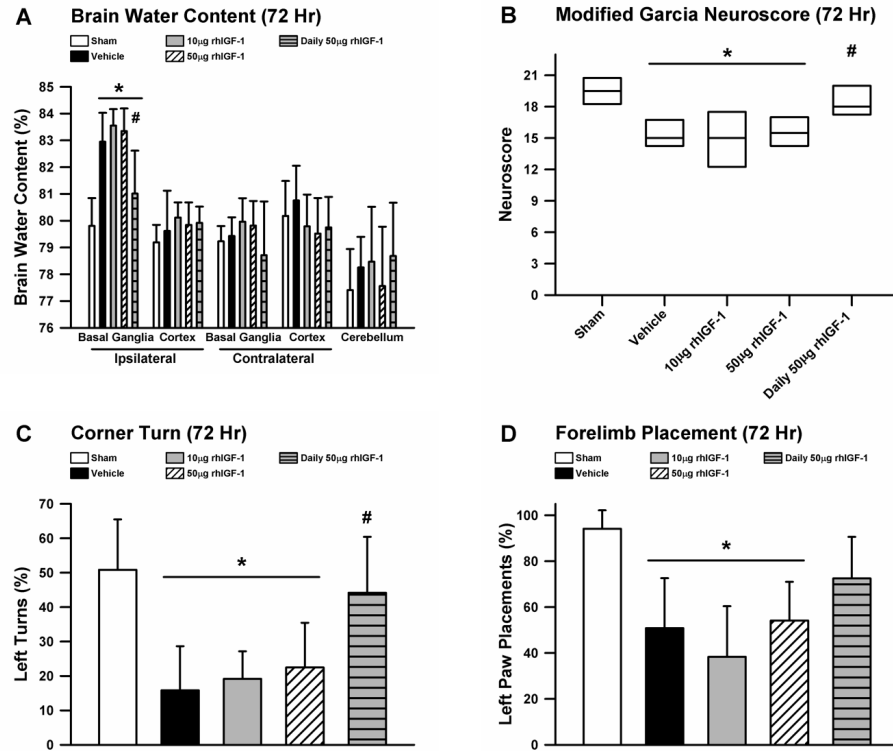 A Brain Water Content (72 Hr)
Sham
10μg rhIGF-1
Daily 50μg rhIGF-1
Vehicle
50μg rhIGF-1
Brain Water Content (%)
85
84
83
82
81
80
79
78
77
76
*
#
Basal Ganglia Cortex Basal Ganglia Cortex Cerebellum
Ipsilateral Contralateral
B Modified Garcia Neuroscore (72 Hr)
Neuroscore
21
18
15
12
9
6
3
0
*
#
Sham
Vehicle
10μg rhIGF-1
50μg rhIGF-1
Daily 50μg rhIGF-1
C Corner Turn (72 Hr)
Sham
10μg rhIGF-1
Daily 50μg rhIGF-1
Vehicle
50μg rhIGF-1
Left Turns (%)
70
60
50
40
30
20
10
0
*
#
D Forelimb Placement (72 Hr)
Sham
10μg rhIGF-1
Daily 50μg rhIGF-1
Vehicle
50μg rhIGF-1
Left Paw Placements (%)
100
80
60
40
20
0
*